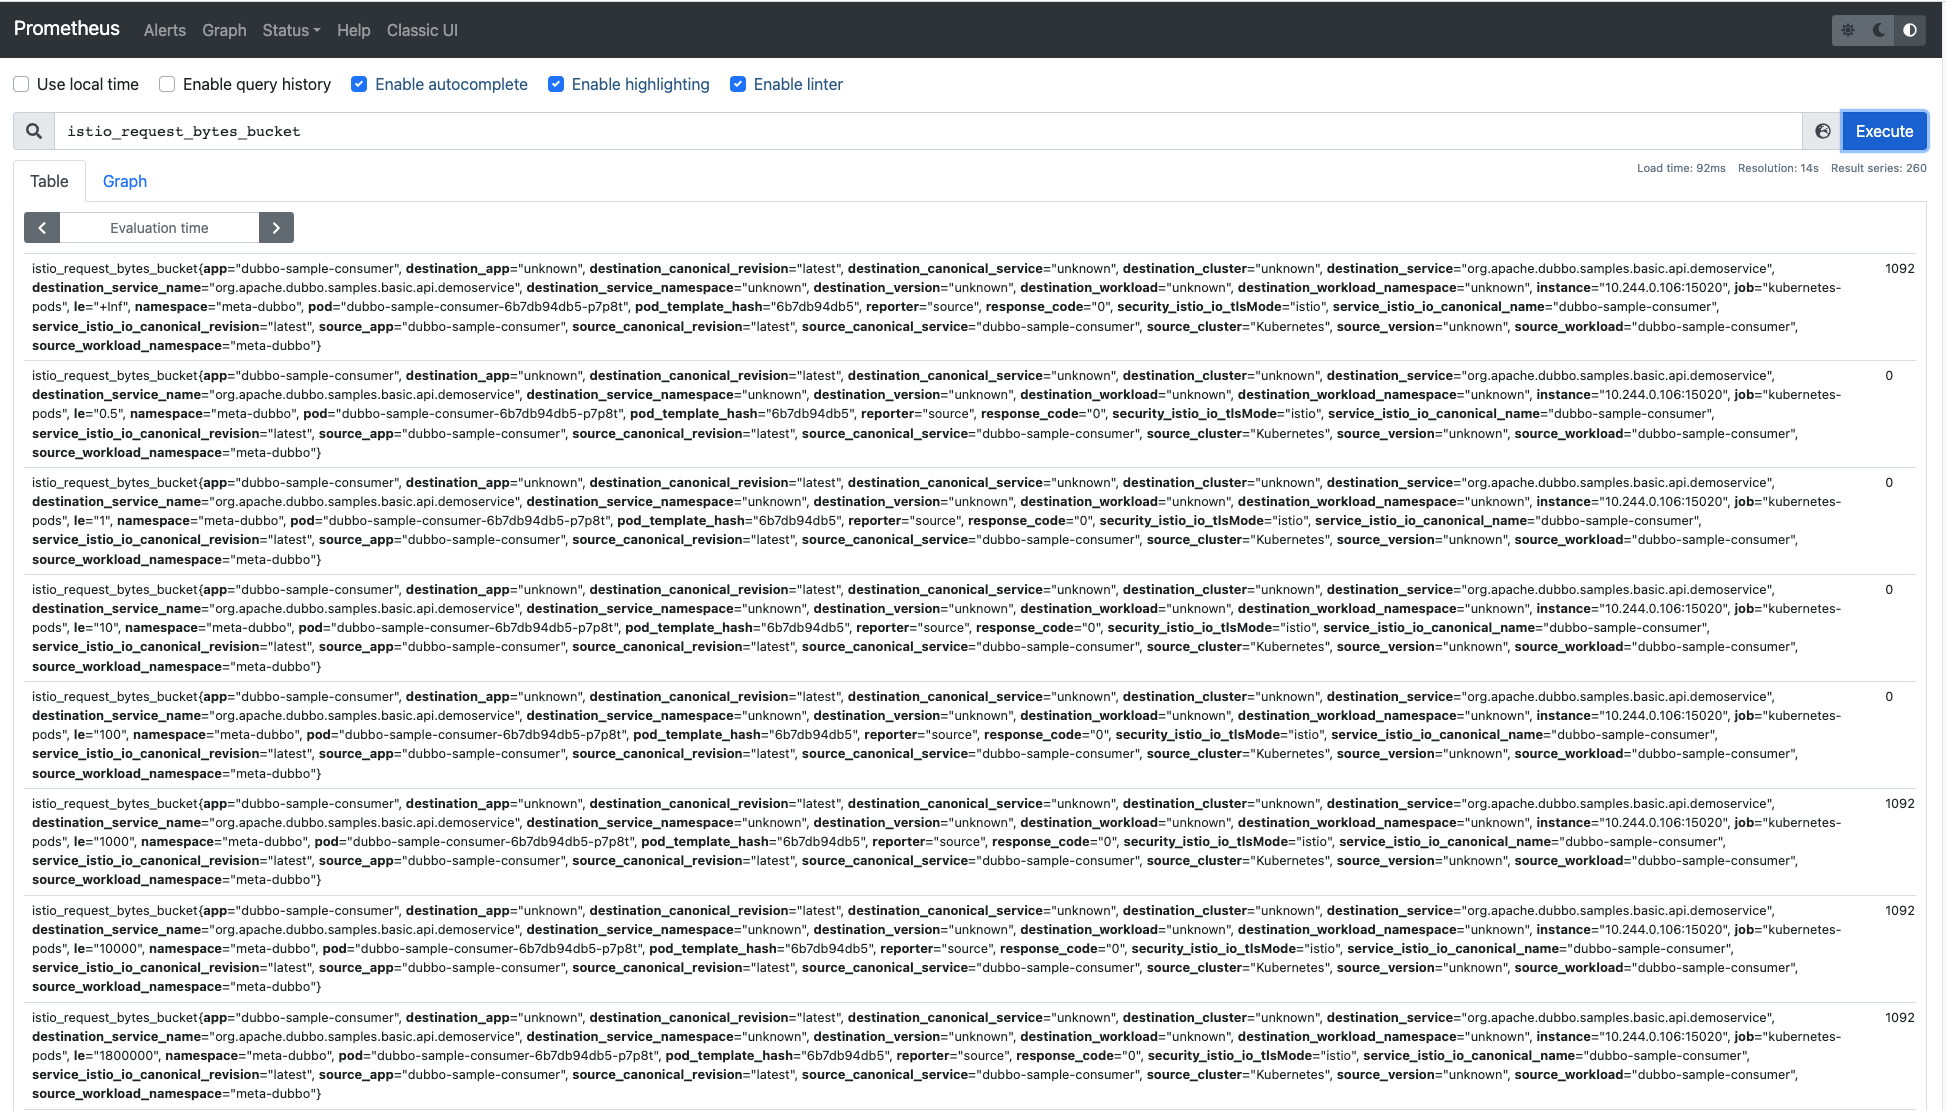 Prometheus Alerts Graph Status Help Classic UI
Use local time Enable query history Enable autocomplete Enable highlighting Enable linter
istio_request_bytes_bucket Execute
Table Graph Load time: 92ms Resolution: 14s Result series: 260
Evaluation time
istio_request_bytes_bucket{app="dubbo-sample-consumer", destination_app="unknown", destination_canonical_revision="latest", destination_canonical_service="unknown", destination_cluster="unknown", destination_service="org.apache.dubbo.samples.basic.api.demoservice", 1092
destination_service_name="org.apache.dubbo.samples.basic.api.demoservice", destination_service_namespace="unknown", destination_version="unknown", destination_workload="unknown", destination_workload_namespace="unknown", instance="10.244.0.106:15020", job="kubernetes-
pods", le="+Inf", namespace="meta-dubbo", pod="dubbo-sample-consumer-6b7db94db5-p7p8t", pod_template_hash="6b7db94db5", reporter="source", response_code="0", security_istio_io_tlsMode="istio", service_istio_io_canonical_name="dubbo-sample-consumer",
service_istio_io_canonical_revision="latest", source_app="dubbo-sample-consumer", source_canonical_revision="latest", source_canonical_service="dubbo-sample-consumer", source_cluster="Kubernetes", source_version="unknown", source_workload="dubbo-sample-consumer",
source_workload_namespace="meta-dubbo"}
istio_request_bytes_bucket{app="dubbo-sample-consumer", destination_app="unknown", destination_canonical_revision="latest", destination_canonical_service="unknown", destination_cluster="unknown", destination_service="org.apache.dubbo.samples.basic.api.demoservice", 0
destination_service_name="org.apache.dubbo.samples.basic.api.demoservice", destination_service_namespace="unknown", destination_version="unknown", destination_workload="unknown", destination_workload_namespace="unknown", instance="10.244.0.106:15020", job="kubernetes-
pods", le="0.5", namespace="meta-dubbo", pod="dubbo-sample-consumer-6b7db94db5-p7p8t", pod_template_hash="6b7db94db5", reporter="source", response_code="0", security_istio_io_tlsMode="istio", service_istio_io_canonical_name="dubbo-sample-consumer",
service_istio_io_canonical_revision="latest", source_app="dubbo-sample-consumer", source_canonical_revision="latest", source_canonical_service="dubbo-sample-consumer", source_cluster="Kubernetes", source_version="unknown", source_workload="dubbo-sample-consumer",
source_workload_namespace="meta-dubbo"}
istio_request_bytes_bucket{app="dubbo-sample-consumer", destination_app="unknown", destination_canonical_revision="latest", destination_canonical_service="unknown", destination_cluster="unknown", destination_service="org.apache.dubbo.samples.basic.api.demoservice", 0
destination_service_name="org.apache.dubbo.samples.basic.api.demoservice", destination_service_namespace="unknown", destination_version="unknown", destination_workload="unknown", destination_workload_namespace="unknown", instance="10.244.0.106:15020", job="kubernetes-
pods", le="1", namespace="meta-dubbo", pod="dubbo-sample-consumer-6b7db94db5-p7p8t", pod_template_hash="6b7db94db5", reporter="source", response_code="0", security_istio_io_tlsMode="istio", service_istio_io_canonical_name="dubbo-sample-consumer",
service_istio_io_canonical_revision="latest", source_app="dubbo-sample-consumer", source_canonical_revision="latest", source_canonical_service="dubbo-sample-consumer", source_cluster="Kubernetes", source_version="unknown", source_workload="dubbo-sample-consumer",
source_workload_namespace="meta-dubbo"}
istio_request_bytes_bucket{app="dubbo-sample-consumer", destination_app="unknown", destination_canonical_revision="latest", destination_canonical_service="unknown", destination_cluster="unknown", destination_service="org.apache.dubbo.samples.basic.api.demoservice", 0
destination_service_name="org.apache.dubbo.samples.basic.api.demoservice", destination_service_namespace="unknown", destination_version="unknown", destination_workload="unknown", destination_workload_namespace="unknown", instance="10.244.0.106:15020", job="kubernetes-
pods", le="10", namespace="meta-dubbo", pod="dubbo-sample-consumer-6b7db94db5-p7p8t", pod_template_hash="6b7db94db5", reporter="source", response_code="0", security_istio_io_tlsMode="istio", service_istio_io_canonical_name="dubbo-sample-consumer",
service_istio_io_canonical_revision="latest", source_app="dubbo-sample-consumer", source_canonical_revision="latest", source_canonical_service="dubbo-sample-consumer", source_cluster="Kubernetes", source_version="unknown", source_workload="dubbo-sample-consumer",
source_workload_namespace="meta-dubbo"}
istio_request_bytes_bucket{app="dubbo-sample-consumer", destination_app="unknown", destination_canonical_revision="latest", destination_canonical_service="unknown", destination_cluster="unknown", destination_service="org.apache.dubbo.samples.basic.api.demoservice", 0
destination_service_name="org.apache.dubbo.samples.basic.api.demoservice", destination_service_namespace="unknown", destination_version="unknown", destination_workload="unknown", destination_workload_namespace="unknown", instance="10.244.0.106:15020", job="kubernetes-
pods", le="100", namespace="meta-dubbo", pod="dubbo-sample-consumer-6b7db94db5-p7p8t", pod_template_hash="6b7db94db5", reporter="source", response_code="0", security_istio_io_tlsMode="istio", service_istio_io_canonical_name="dubbo-sample-consumer",
service_istio_io_canonical_revision="latest", source_app="dubbo-sample-consumer", source_canonical_revision="latest", source_canonical_service="dubbo-sample-consumer", source_cluster="Kubernetes", source_version="unknown", source_workload="dubbo-sample-consumer",
source_workload_namespace="meta-dubbo"}
istio_request_bytes_bucket{app="dubbo-sample-consumer", destination_app="unknown", destination_canonical_revision="latest", destination_canonical_service="unknown", destination_cluster="unknown", destination_service="org.apache.dubbo.samples.basic.api.demoservice", 1092
destination_service_name="org.apache.dubbo.samples.basic.api.demoservice", destination_service_namespace="unknown", destination_version="unknown", destination_workload="unknown", destination_workload_namespace="unknown", instance="10.244.0.106:15020", job="kubernetes-
pods", le="1000", namespace="meta-dubbo", pod="dubbo-sample-consumer-6b7db94db5-p7p8t", pod_template_hash="6b7db94db5", reporter="source", response_code="0", security_istio_io_tlsMode="istio", service_istio_io_canonical_name="dubbo-sample-consumer",
service_istio_io_canonical_revision="latest", source_app="dubbo-sample-consumer", source_canonical_revision="latest", source_canonical_service="dubbo-sample-consumer", source_cluster="Kubernetes", source_version="unknown", source_workload="dubbo-sample-consumer",
source_workload_namespace="meta-dubbo"}
istio_request_bytes_bucket{app="dubbo-sample-consumer", destination_app="unknown", destination_canonical_revision="latest", destination_canonical_service="unknown", destination_cluster="unknown", destination_service="org.apache.dubbo.samples.basic.api.demoservice", 1092
destination_service_name="org.apache.dubbo.samples.basic.api.demoservice", destination_service_namespace="unknown", destination_version="unknown", destination_workload="unknown", destination_workload_namespace="unknown", instance="10.244.0.106:15020", job="kubernetes-
pods", le="10000", namespace="meta-dubbo", pod="dubbo-sample-consumer-6b7db94db5-p7p8t", pod_template_hash="6b7db94db5", reporter="source", response_code="0", security_istio_io_tlsMode="istio", service_istio_io_canonical_name="dubbo-sample-consumer",
service_istio_io_canonical_revision="latest", source_app="dubbo-sample-consumer", source_canonical_revision="latest", source_canonical_service="dubbo-sample-consumer", source_cluster="Kubernetes", source_version="unknown", source_workload="dubbo-sample-consumer",
source_workload_namespace="meta-dubbo"}
istio_request_bytes_bucket{app="dubbo-sample-consumer", destination_app="unknown", destination_canonical_revision="latest", destination_canonical_service="unknown", destination_cluster="unknown", destination_service="org.apache.dubbo.samples.basic.api.demoservice", 1092
destination_service_name="org.apache.dubbo.samples.basic.api.demoservice", destination_service_namespace="unknown", destination_version="unknown", destination_workload="unknown", destination_workload_namespace="unknown", instance="10.244.0.106:15020", job="kubernetes-
pods", le="1800000", namespace="meta-dubbo", pod="dubbo-sample-consumer-6b7db94db5-p7p8t", pod_template_hash="6b7db94db5", reporter="source", response_code="0", security_istio_io_tlsMode="istio", service_istio_io_canonical_name="dubbo-sample-consumer",
service_istio_io_canonical_revision="latest", source_app="dubbo-sample-consumer", source_canonical_revision="latest", source_canonical_service="dubbo-sample-consumer", source_cluster="Kubernetes", source_version="unknown", source_workload="dubbo-sample-consumer",
source_workload_namespace="meta-dubbo"}